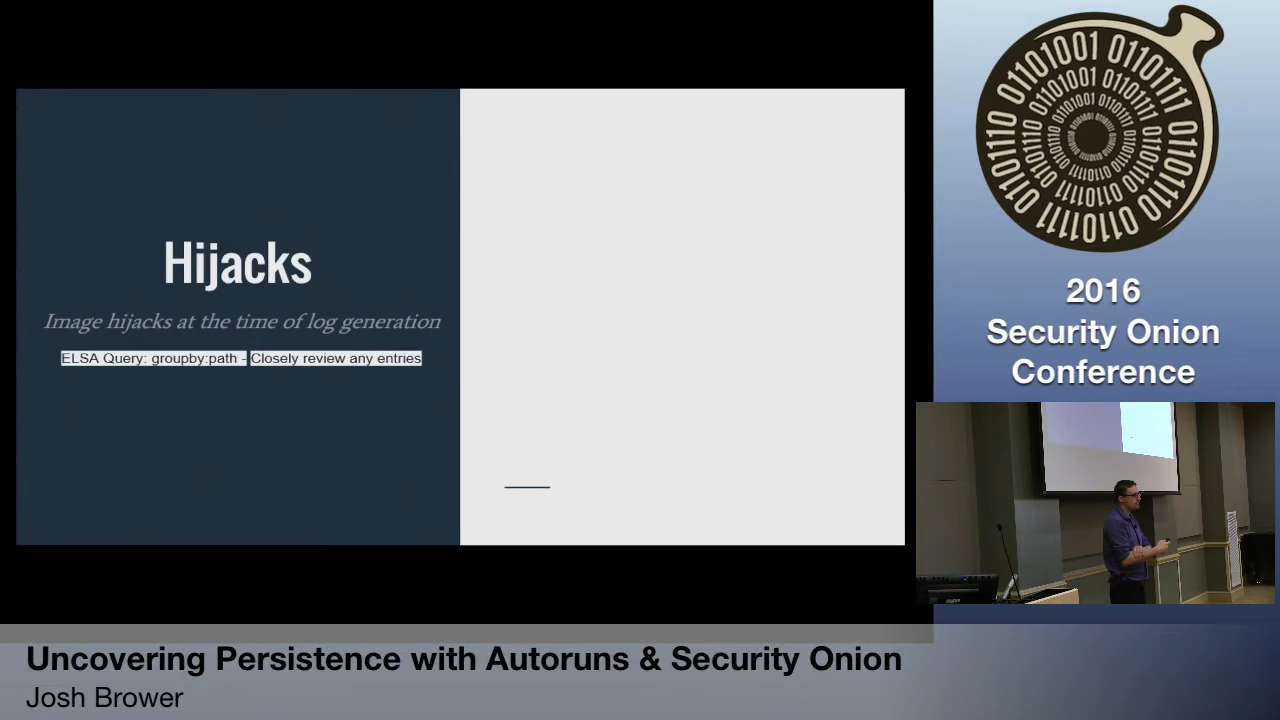 Hijacks
Image hijacks at the time of log generation
ELSA Query: groupby:path - Closely review any entries
2016
Security Onion
Conference
Uncovering Persistence with Autoruns & Security Onion
Josh Brower